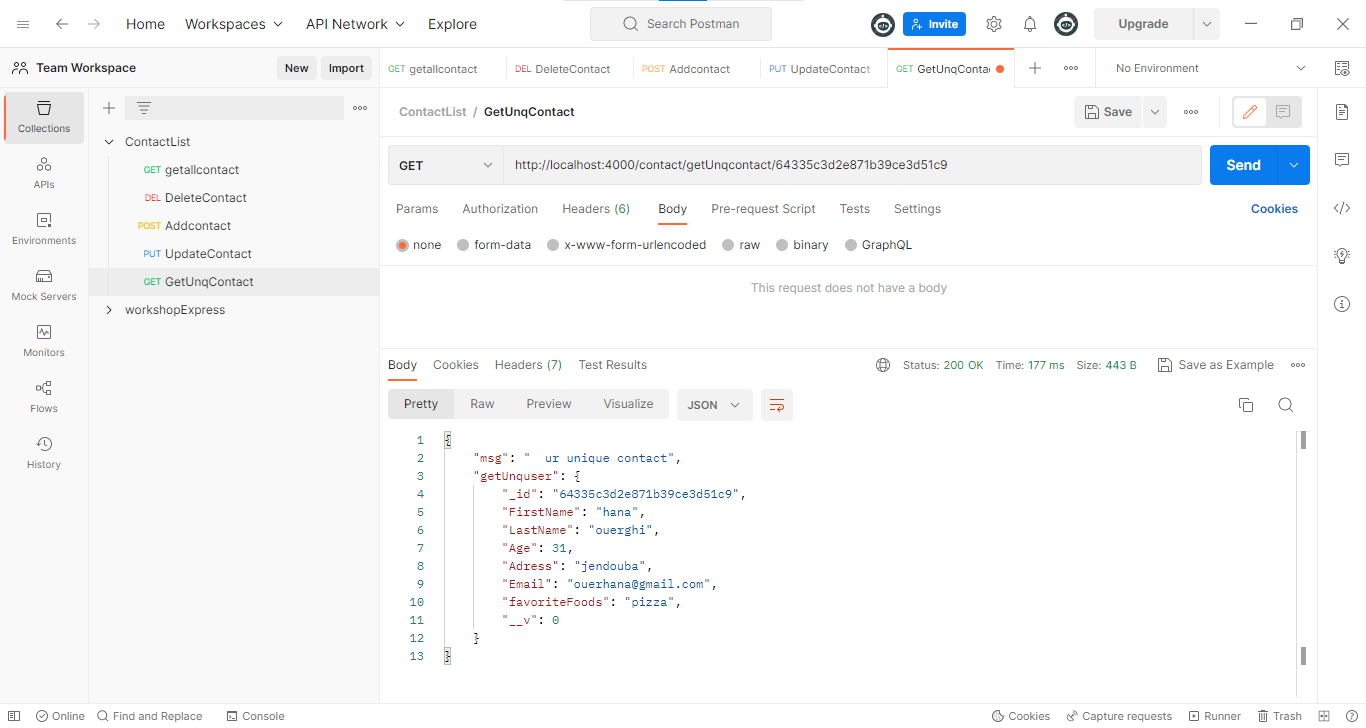 Home Workspaces API Network Explore Search Postman Invite Upgrade
Team Workspace New Import GET getallcontact DEL DeleteContact POST Addcontact PUT UpdateContact GET GetUnqConta No Environment
Collections
APIs
Environments
Mock Servers
Monitors
Flows
History
ContactList
GET getallcontact
DEL DeleteContact
POST Addcontact
PUT UpdateContact
GET GetUnqContact
workshopExpress
ContactList / GetUnqContact Save
GET http://localhost:4000/contact/getUnqcontact/64335c3d2e871b39ce3d51c9 Send
Params Authorization Headers (6) Body Pre-request Script Tests Settings Cookies
none form-data x-www-form-urlencoded raw binary GraphQL
This request does not have a body
Body Cookies Headers (7) Test Results Status: 200 OK Time: 177 ms Size: 443 B Save as Example
Pretty Raw Preview Visualize JSON
1 {
2 "msg": "  ur unique contact",
3 "getUnquser": {
4 "_id": "64335c3d2e871b39ce3d51c9",
5 "FirstName": "hana",
6 "LastName": "ouerghi",
7 "Age": 31,
8 "Adress": "jendouba",
9 "Email": "ouerhana@gmail.com",
10 "favoriteFoods": "pizza",
11 "__v": 0
12 }
13 }
Online Find and Replace Console Cookies Capture requests Runner Trash